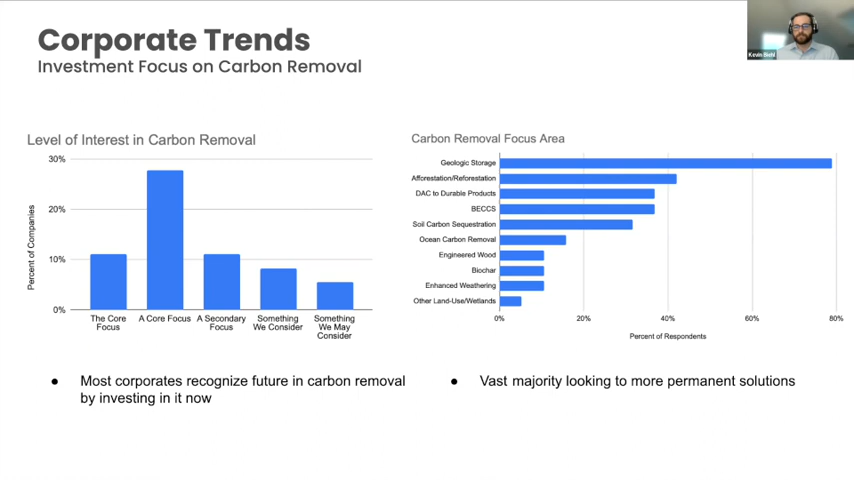 Corporate Trends
Investment Focus on Carbon Removal
Kevin Biehl
Level of Interest in Carbon Removal
30%
20%
10%
0%
Percent of Companies
The Core
Focus
A Core Focus
A Secondary
Focus
Something
We Consider
Something
We May
Consider
Carbon Removal Focus Area
Geologic Storage
Afforestation/Reforestation
DAC to Durable Products
BECCS
Soil Carbon Sequestration
Ocean Carbon Removal
Engineered Wood
Biochar
Enhanced Weathering
Other Land-Use/Wetlands
0%
20%
40%
60%
80%
Percent of Respondents
● Most corporates recognize future in carbon removal
by investing in it now
● Vast majority looking to more permanent solutions